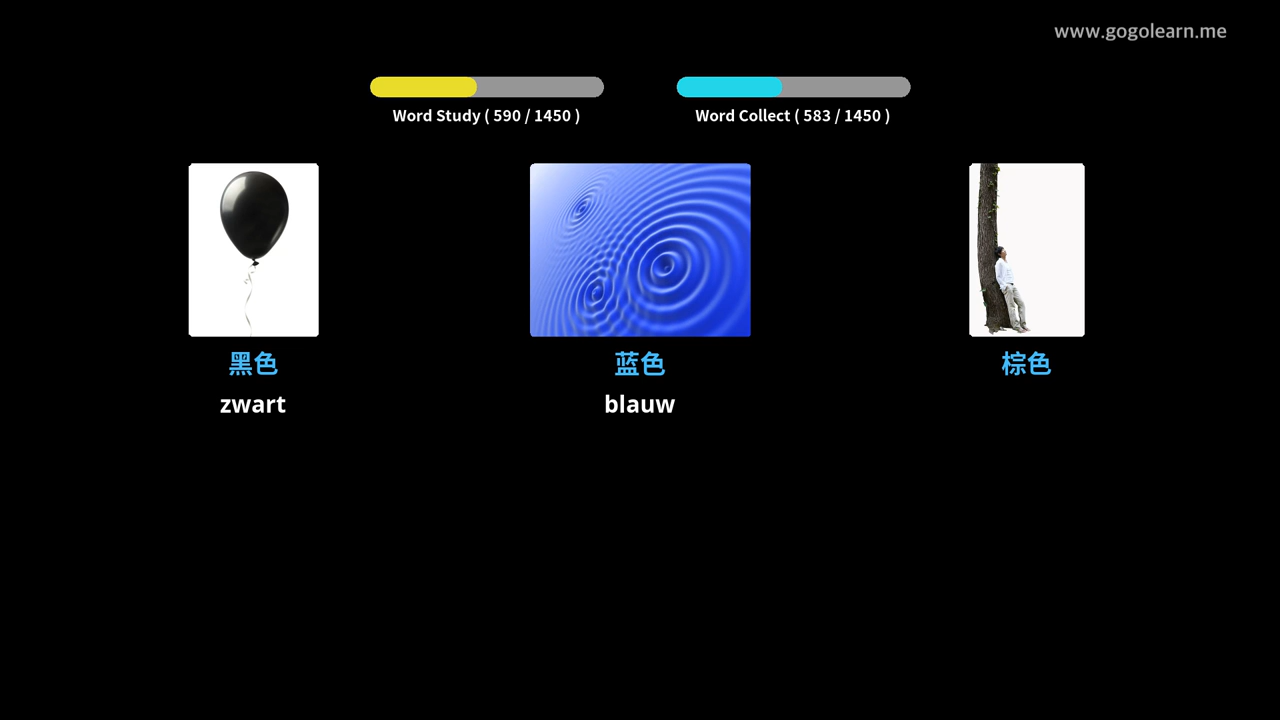 www.gogolearn.me
Word Study ( 590 / 1450 )
Word Collect ( 583 / 1450 )
黑色
蓝色
棕色
zwart
blauw